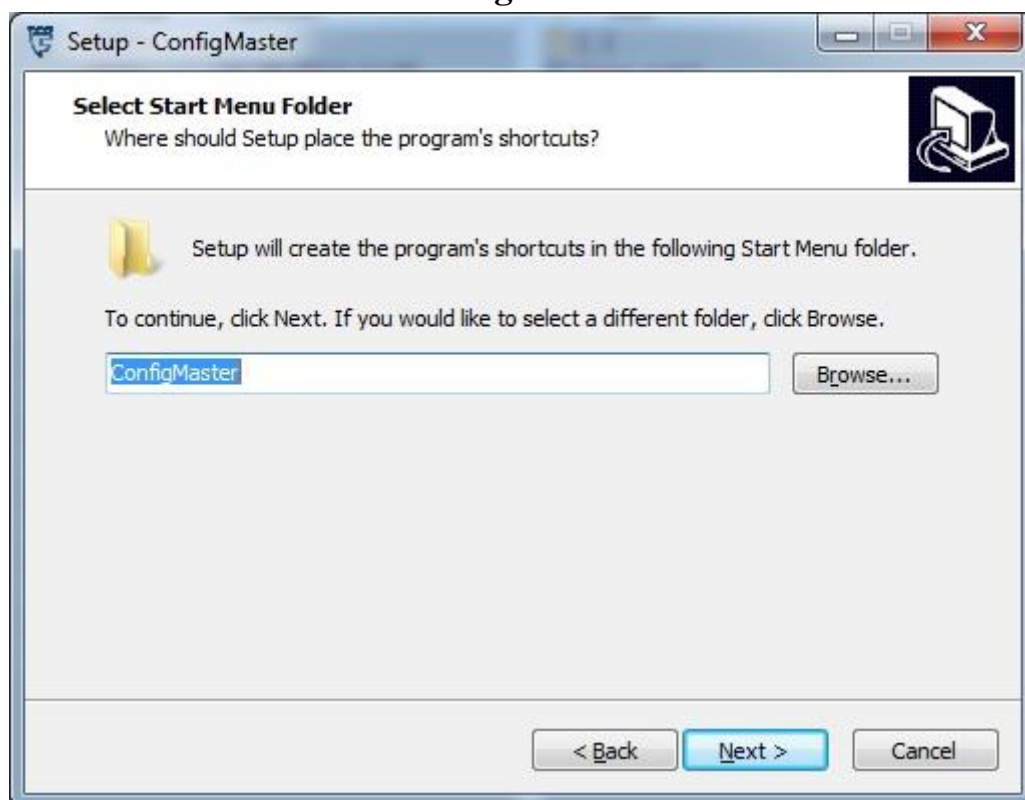 g
Setup - ConfigMaster
Select Start Menu Folder
Where should Setup place the program's shortcuts?
Setup will create the program's shortcuts in the following Start Menu folder.
To continue, click Next. If you would like to select a different folder, click Browse.
ConfigMaster
Browse...
< Back
Next >
Cancel